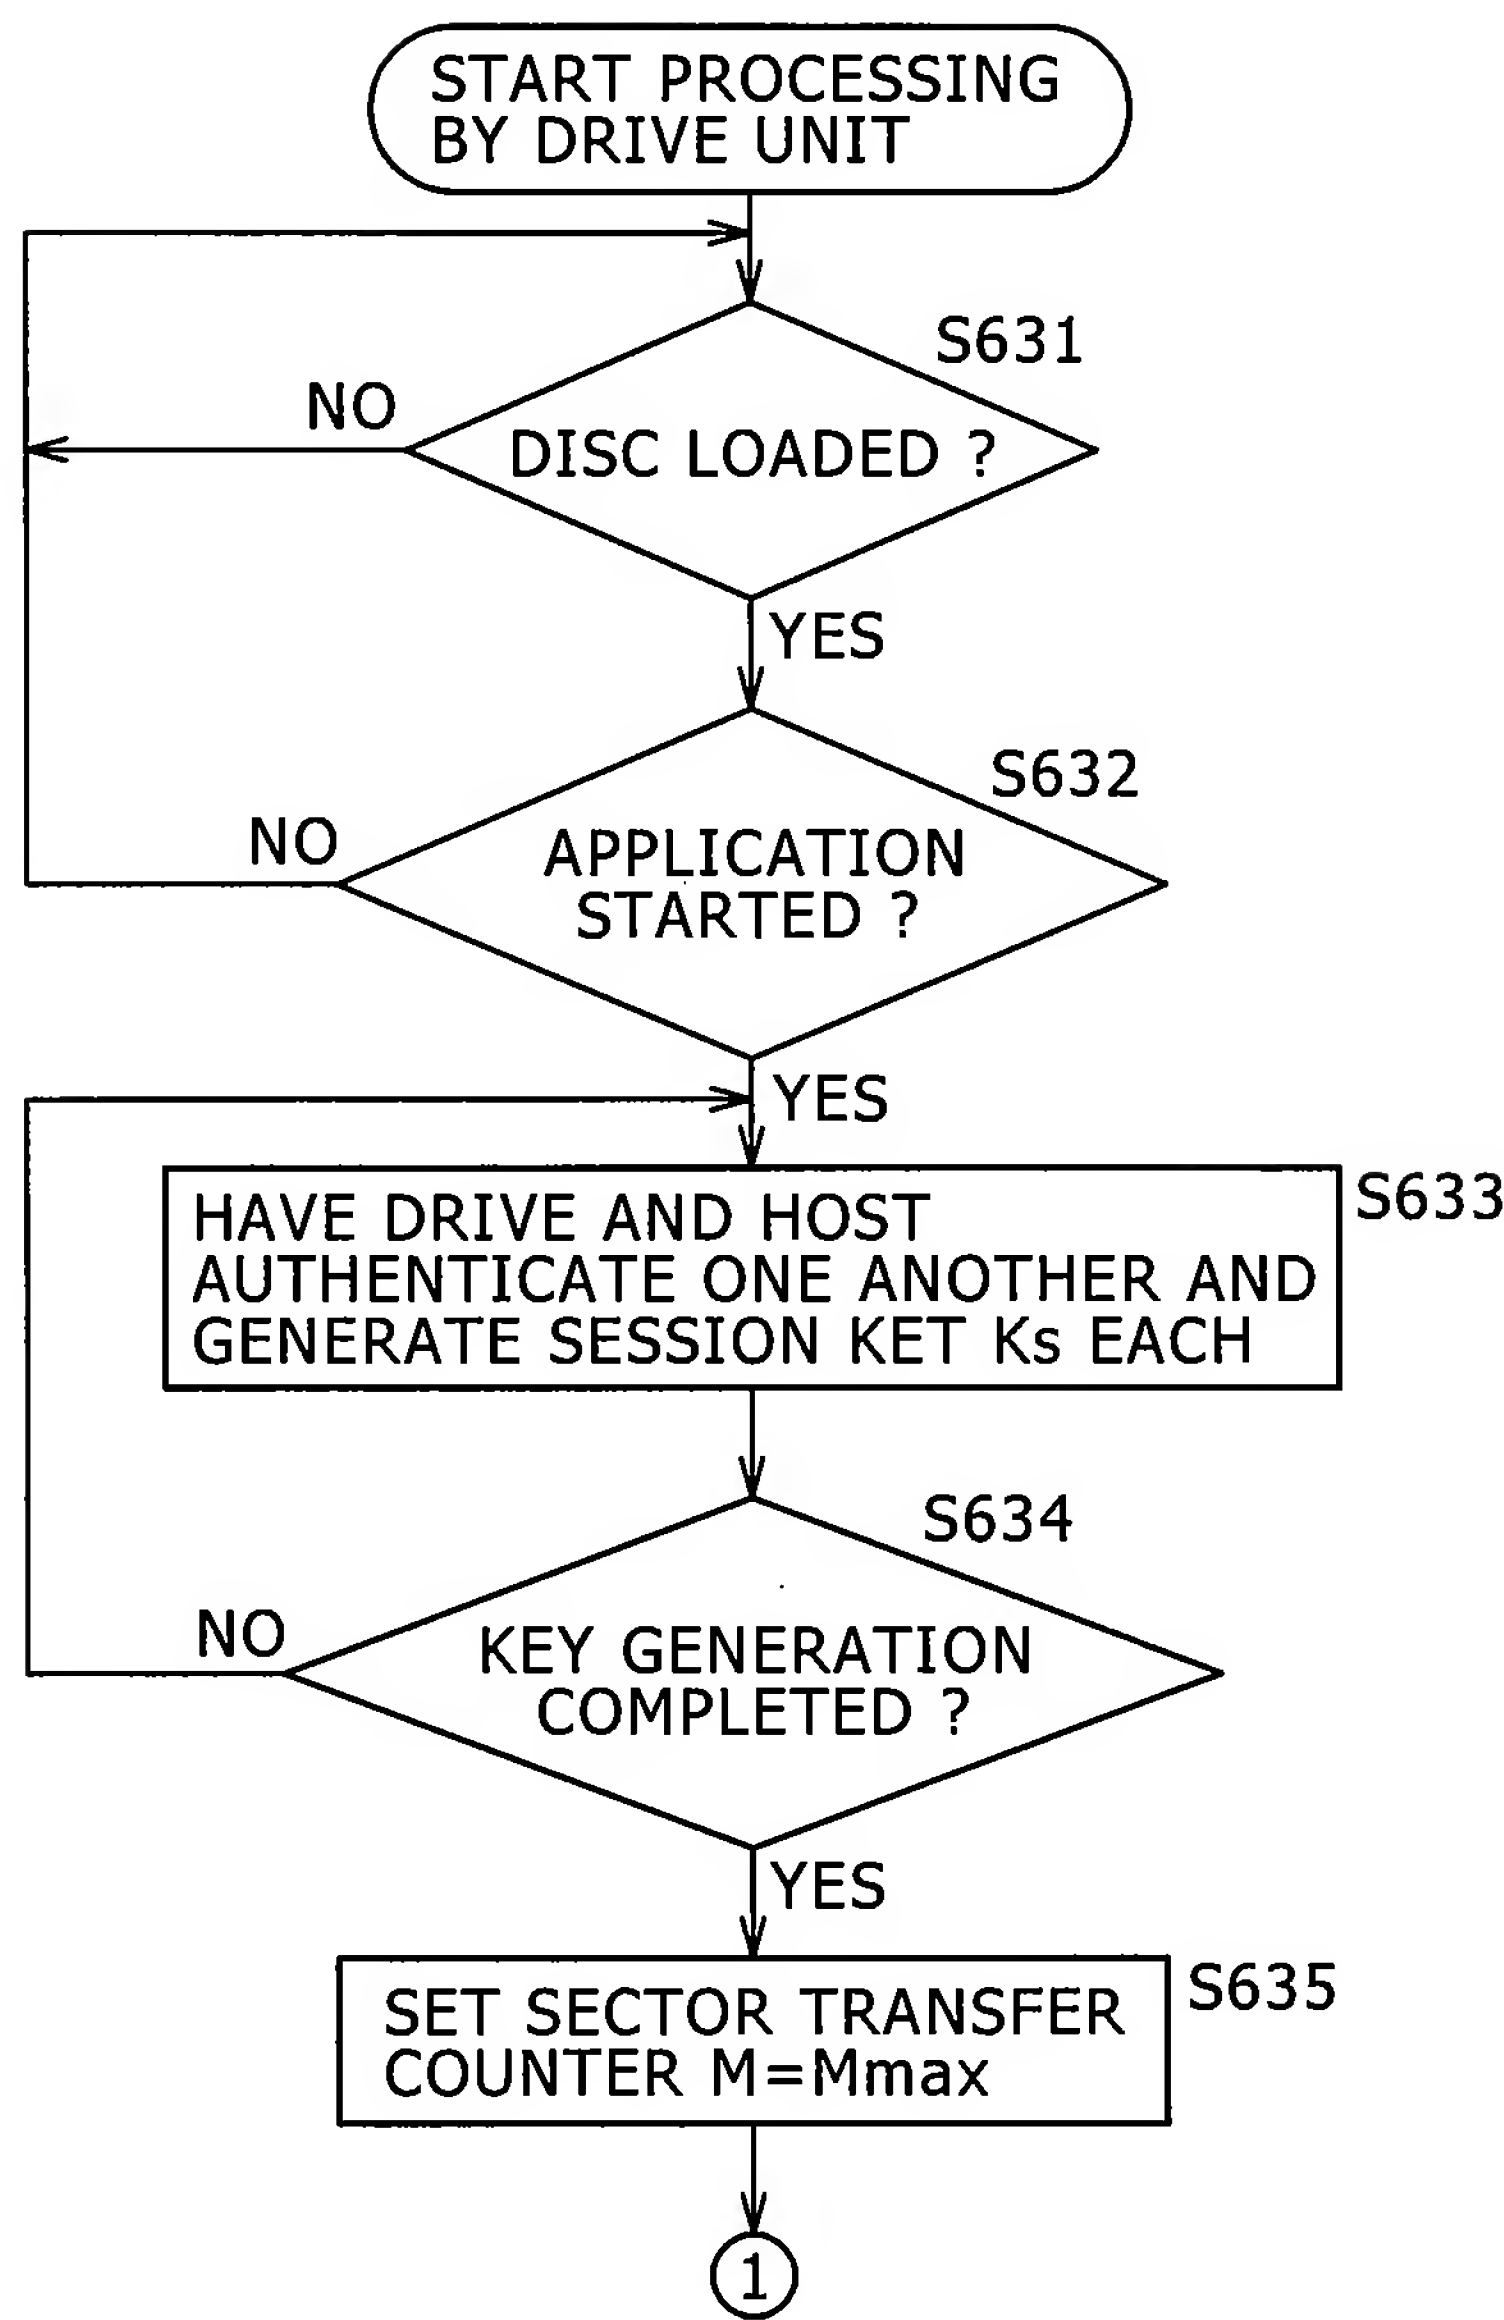 START PROCESSING
BY DRIVE UNIT
S631
NO
DISC LOADED ?
YES
S632
NO
APPLICATION
STARTED ?
YES
S633
HAVE DRIVE AND HOST
AUTHENTICATE ONE ANOTHER AND
GENERATE SESSION KET Ks EACH
S634
NO
KEY GENERATION
COMPLETED ?
YES
S635
SET SECTOR TRANSFER
COUNTER M=Mmax
1